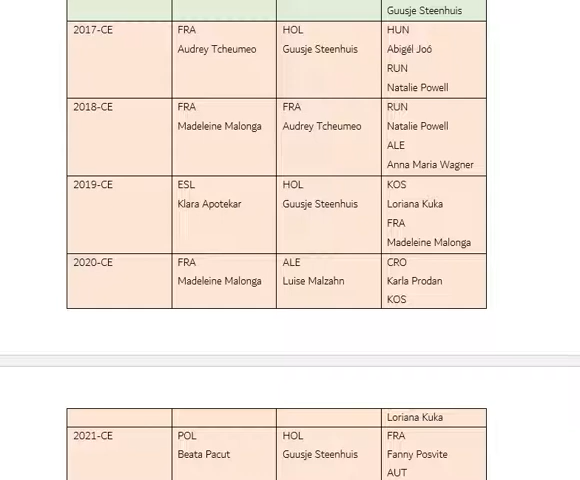 Guusje Steenhuis
2017-CE
FRA
Audrey Tcheumeo
HOL
Guusje Steenhuis
HUN
Abigél Joó
RUN
Natalie Powell
2018-CE
FRA
Madeleine Malonga
FRA
Audrey Tcheumeo
RUN
Natalie Powell
ALE
Anna Maria Wagner
2019-CE
ESL
Klara Apotekar
HOL
Guusje Steenhuis
KOS
Loriana Kuka
FRA
Madeleine Malonga
2020-CE
FRA
Madeleine Malonga
ALE
Luise Malzahn
CRO
Karla Prodan
KOS
Loriana Kuka
2021-CE
POL
Beata Pacut
HOL
Guusje Steenhuis
FRA
Fanny Posvite
AUT